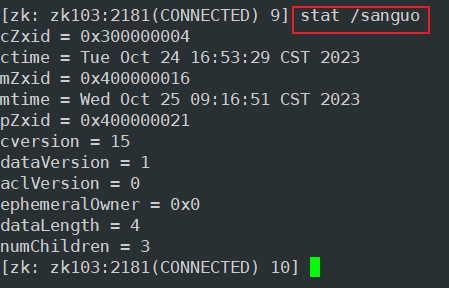 [zk: zk103:2181(CONNECTED) 9] stat /sanguo
cZxid = 0x300000004
ctime = Tue Oct 24 16:53:29 CST 2023
mZxid = 0x400000016
mtime = Wed Oct 25 09:16:51 CST 2023
pZxid = 0x400000021
cversion = 15
dataVersion = 1
aclVersion = 0
ephemeralOwner = 0x0
dataLength = 4
numChildren = 3
[zk: zk103:2181(CONNECTED) 10]